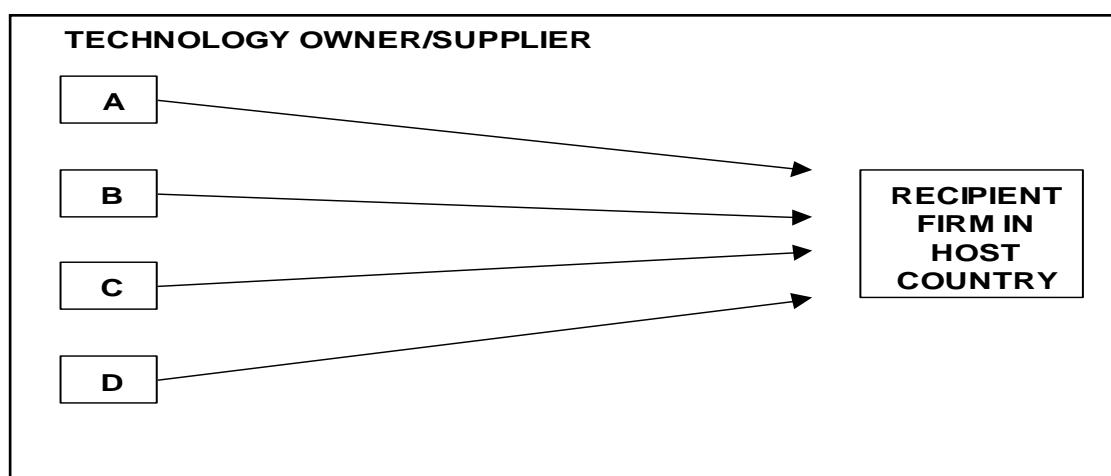 TECHNOLOGY OWNER/SUPPLIER
A
B
C
D
RECIPIENT
FIRM IN
HOST
COUNTRY